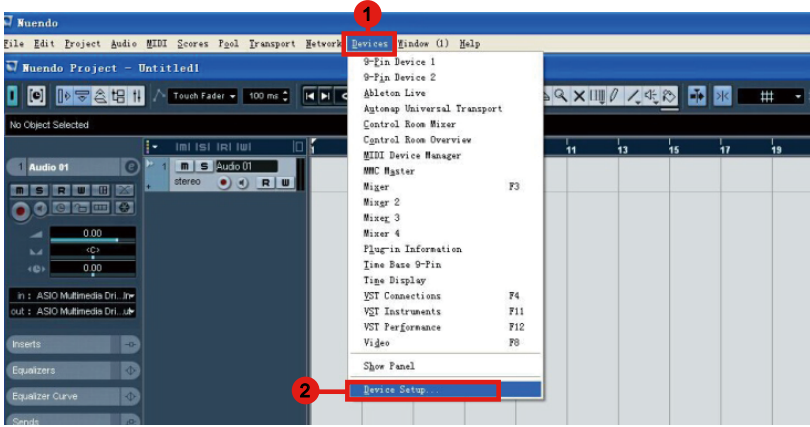 1
Nuendo
File Edit Project Audio MIDI Scores Pool Transport Network Devices Window (1) Help
Nuendo Project - Untitled1
Touch Fader 100 ms
No Object Selected
11 13 15 17 19
1 Audio 01
m S R W
0.00
<C>
0.00
in : ASIO Multimedia Dri...In
out : ASIO Multimedia Dri...ut
Inserts
Equalizers
Equalizer Curve
Sends
1 m S Audio 01
stereo R W
9-Pin Device 1
9-Pin Device 2
Ableton Live
Automap Universal Transport
Control Room Mixer
Control Room Overview
MIDI Device Manager
MMC Master
Mixer F3
Mixer 2
Mixer 3
Mixer 4
Plug-in Information
Time Base 9-Pin
Time Display
VST Connections F4
VST Instruments F11
VST Performance F12
Video F8
Show Panel
2
Device Setup...